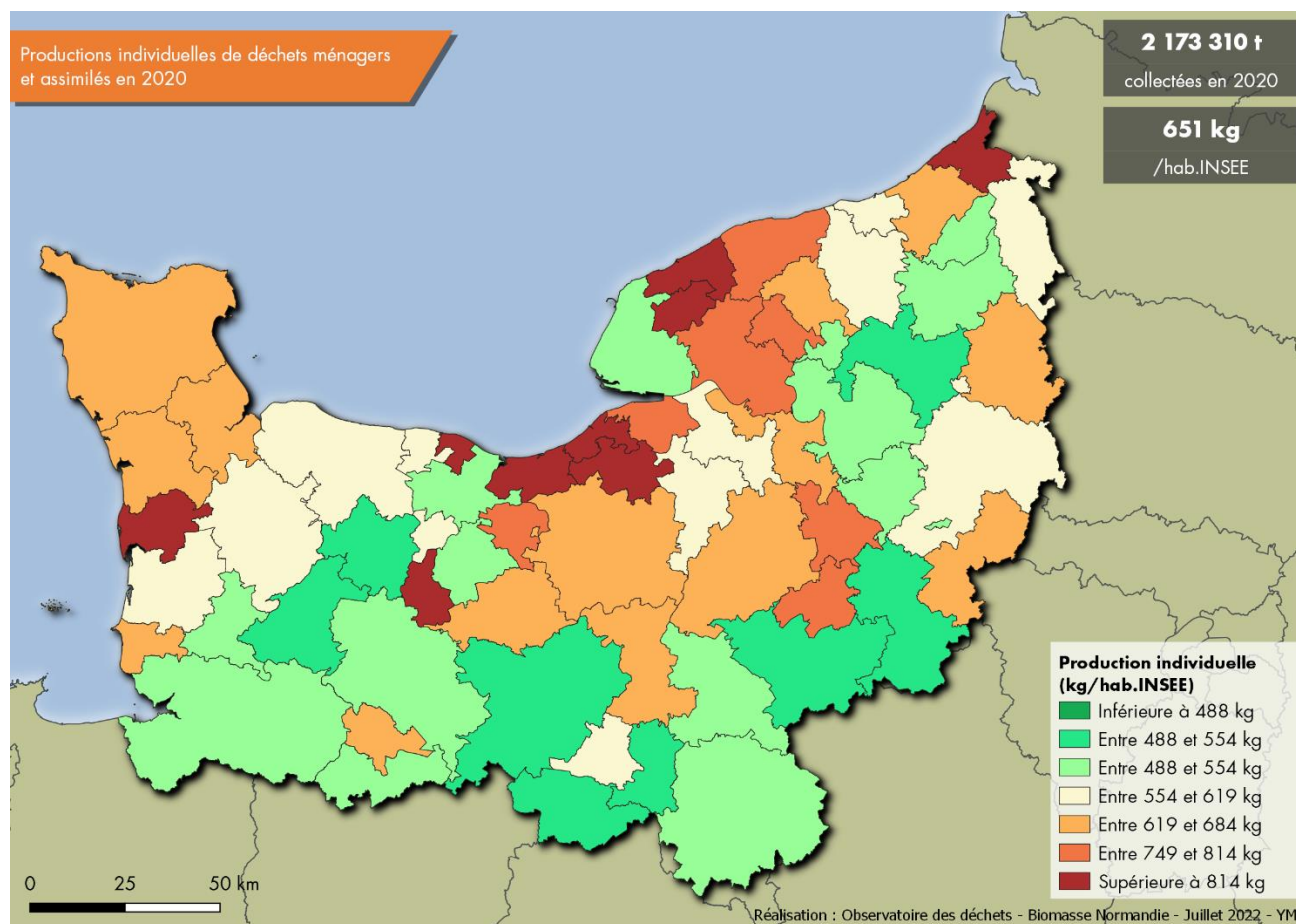 Productions individuelles de déchets ménagers
et assimilés en 2020
2 173 310 t
collectées en 2020
651 kg
/hab.INSEE
Production individuelle
(kg/hab.INSEE)
Inférieure à 488 kg
Entre 488 et 554 kg
Entre 488 et 554 kg
Entre 554 et 619 kg
Entre 619 et 684 kg
Entre 749 et 814 kg
Supérieure à 814 kg
0 25 50 km
Réalisation : Observatoire des déchets - Biomasse Normandie - Juillet 2022 - YM